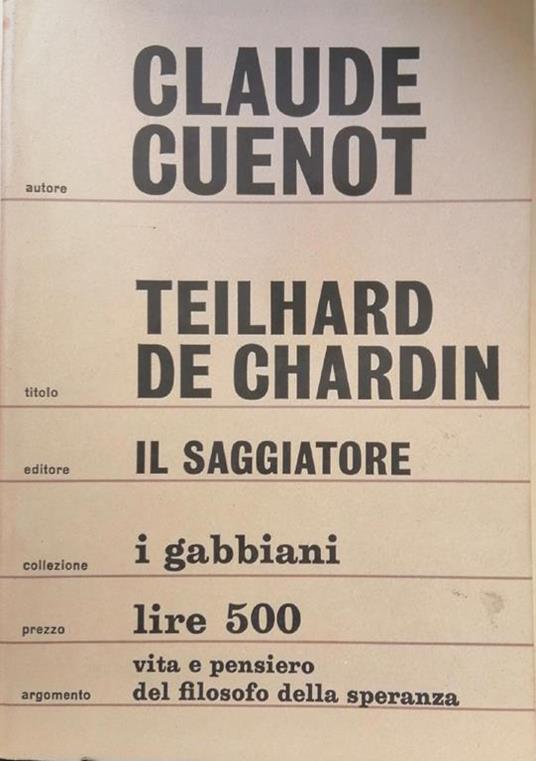 CLAUDE
CUENOT
autore
TEILHARD
DE CHARDIN
titolo
editore IL SAGGIATORE
collezione i gabbiani
prezzo lire 500
vita e pensiero
argomento del filosofo della speranza